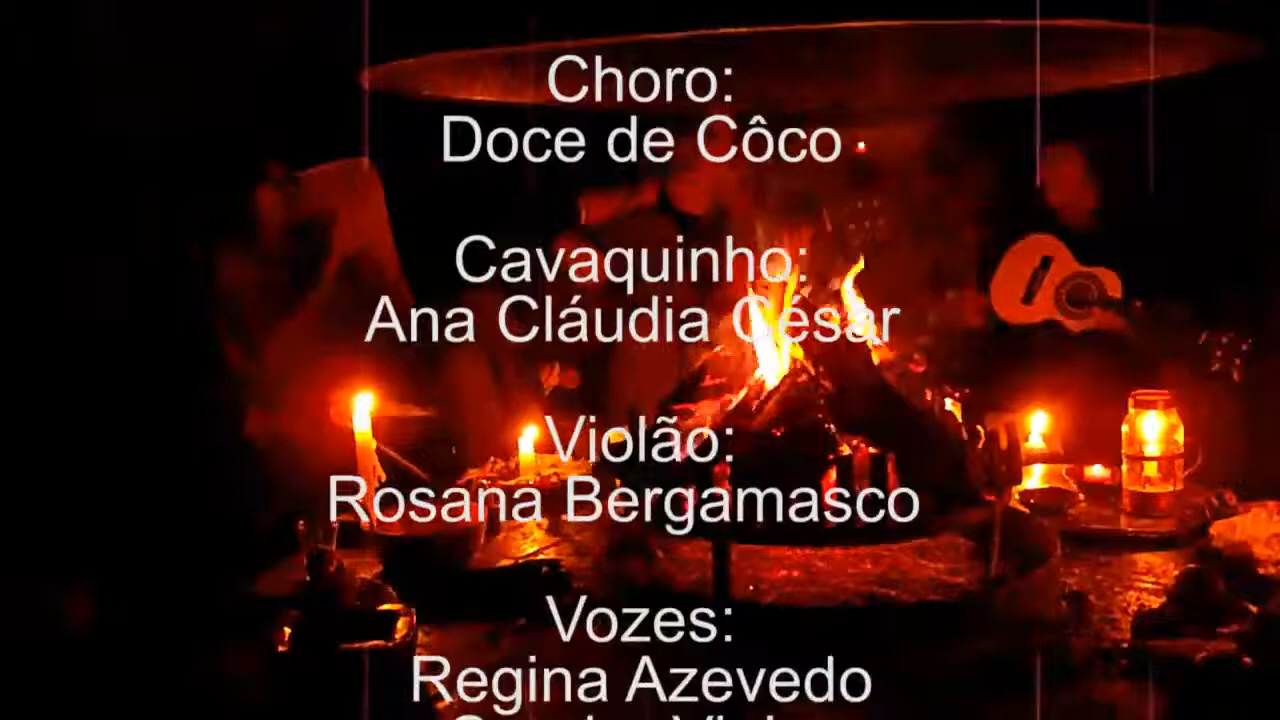 Choro:
Doce de Côco
Cavaquinho:
Ana Cláudia César
Violão:
Rosana Bergamasco
Vozes:
Regina Azevedo